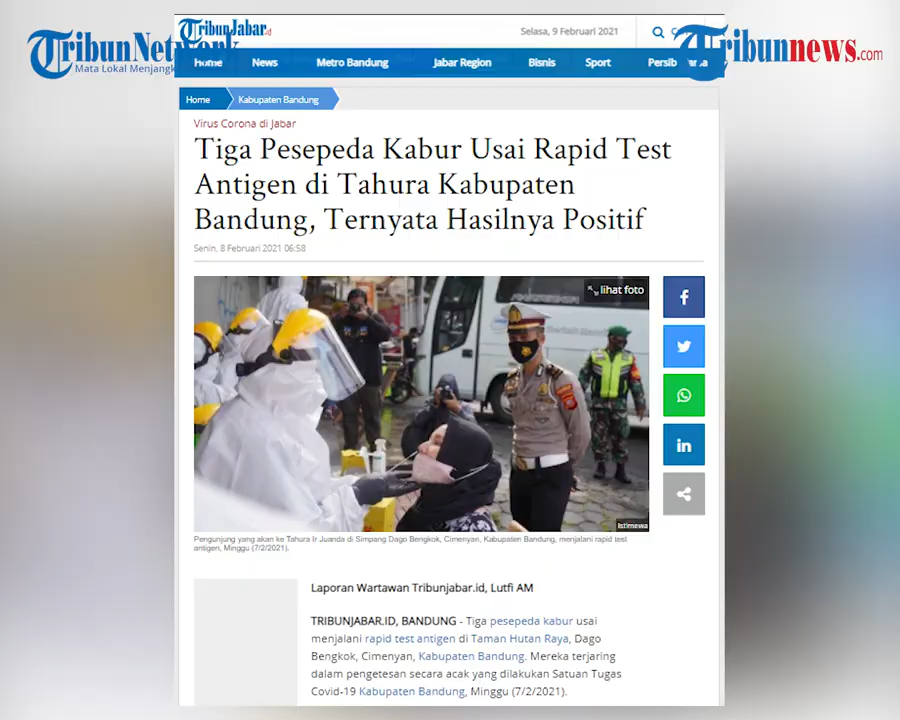 TribunJabar.id
Selasa, 9 Februari 2021
Tribun Network
Mata Lokal Menjangk
Tribunnews.com
Home News Metro Bandung Jabar Region Bisnis Sport Persib
Home Kabupaten Bandung
Virus Corona di Jabar
Tiga Pesepeda Kabur Usai Rapid Test
Antigen di Tahura Kabupaten
Bandung, Ternyata Hasilnya Positif
Senin, 8 Februari 2021 06:58
lihat foto
Istimewa
Pengunjung yang akan ke Tahura Ir Juanda di Simpang Dago Bengkok, Cimenyan, Kabupaten Bandung, menjalani rapid test
antigen, Minggu (7/2/2021).
Laporan Wartawan Tribunjabar.id, Lutfi AM
TRIBUNJABAR.ID, BANDUNG - Tiga pesepeda kabur usai
menjalani rapid test antigen di Taman Hutan Raya, Dago
Bengkok, Cimenyan, Kabupaten Bandung. Mereka terjaring
dalam pengetesan secara acak yang dilakukan Satuan Tugas
Covid-19 Kabupaten Bandung, Minggu (7/2/2021).